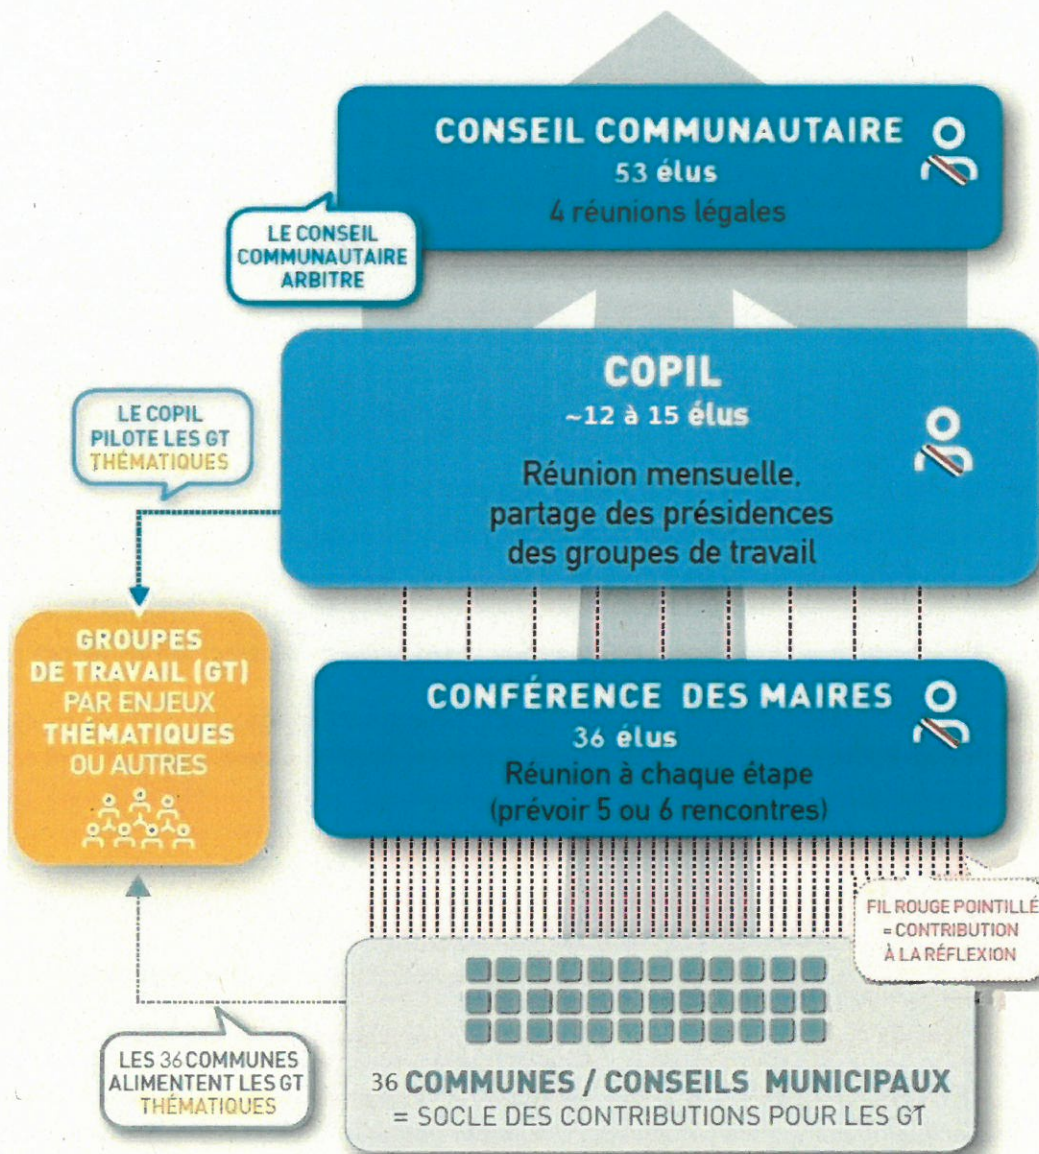 CONSEIL COMMUNAUTAIRE
53 élus
4 réunions légales
LE CONSEIL
COMMUNAUTAIRE
ARBITRE
COPIL
~12 à 15 élus
Réunion mensuelle,
partage des présidences
des groupes de travail
LE COPIL
PILOTE LES GT
THÉMATIQUES
GROUPES
DE TRAVAIL (GT)
PAR ENJEUX
THÉMATIQUES
OU AUTRES
CONFÉRENCE DES MAIRES
36 élus
Réunion à chaque étape
(prévoir 5 ou 6 rencontres)
FIL ROUGE POINTILLÉ
= CONTRIBUTION
À LA RÉFLEXION
36 COMMUNES / CONSEILS MUNICIPAUX
= SOCLE DES CONTRIBUTIONS POUR LES GT
LES 36 COMMUNES
ALIMENTENT LES GT
THÉMATIQUES